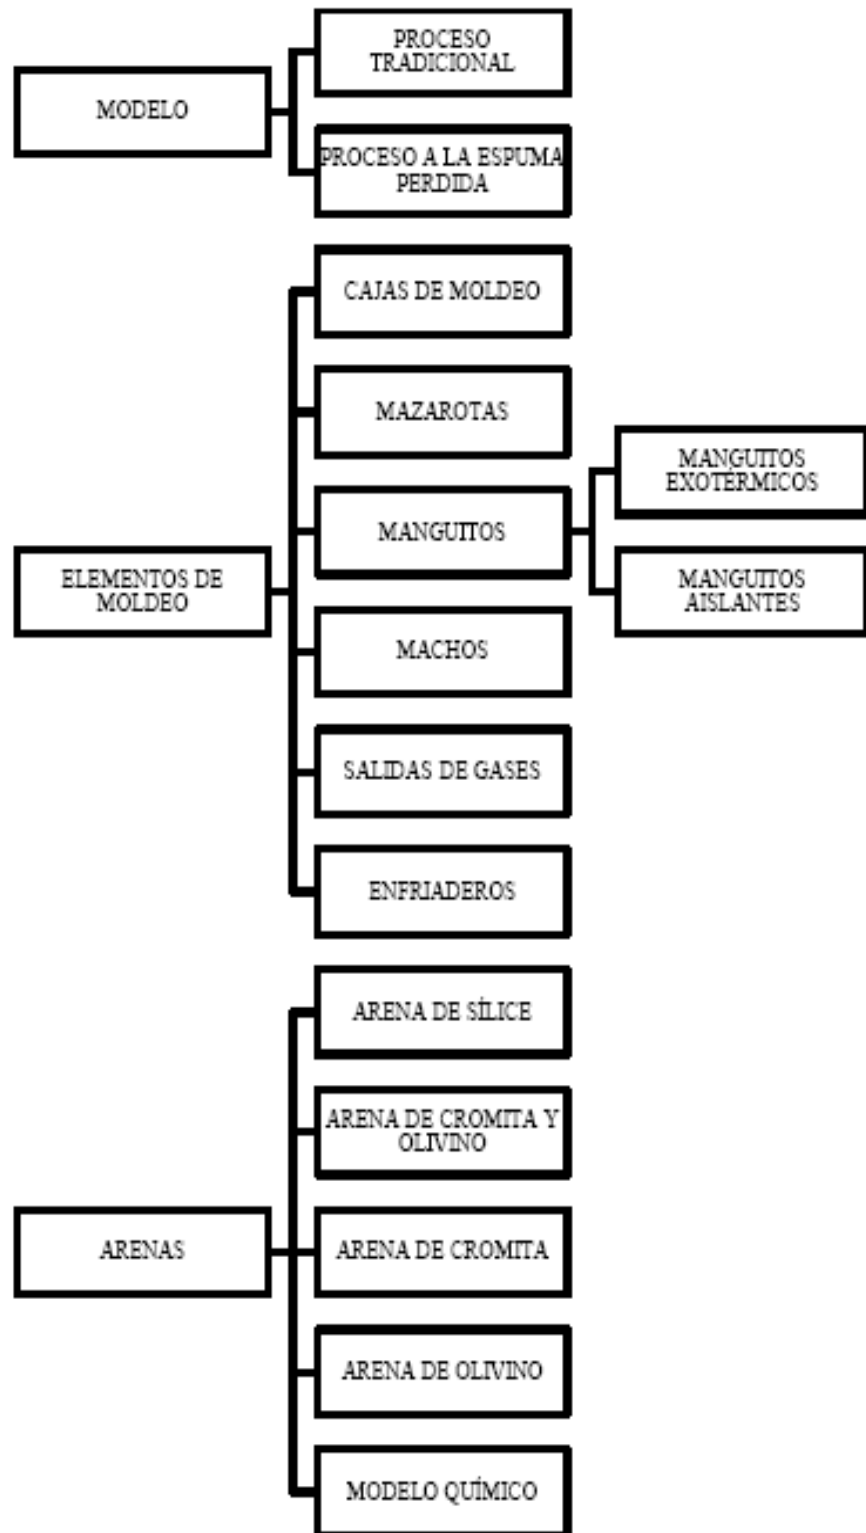 PROCESO
TRADICIONAL
MODELO
PROCESO A LA ESPUMA
PERDIDA
CAJAS DE MOLDEO
MAZAROTAS
MANGUITOS
EXOTÉRMICOS
MANGUITOS
ELEMENTOS DE
MOLDEO
MANGUITOS
AISLANTES
MACHOS
SALIDAS DE GASES
ENFRIADEROS
ARENA DE SÍLICE
ARENA DE CROMITA Y
OLIVINO
ARENAS
ARENA DE CROMITA
ARENA DE OLIVINO
MODELO QUÍMICO